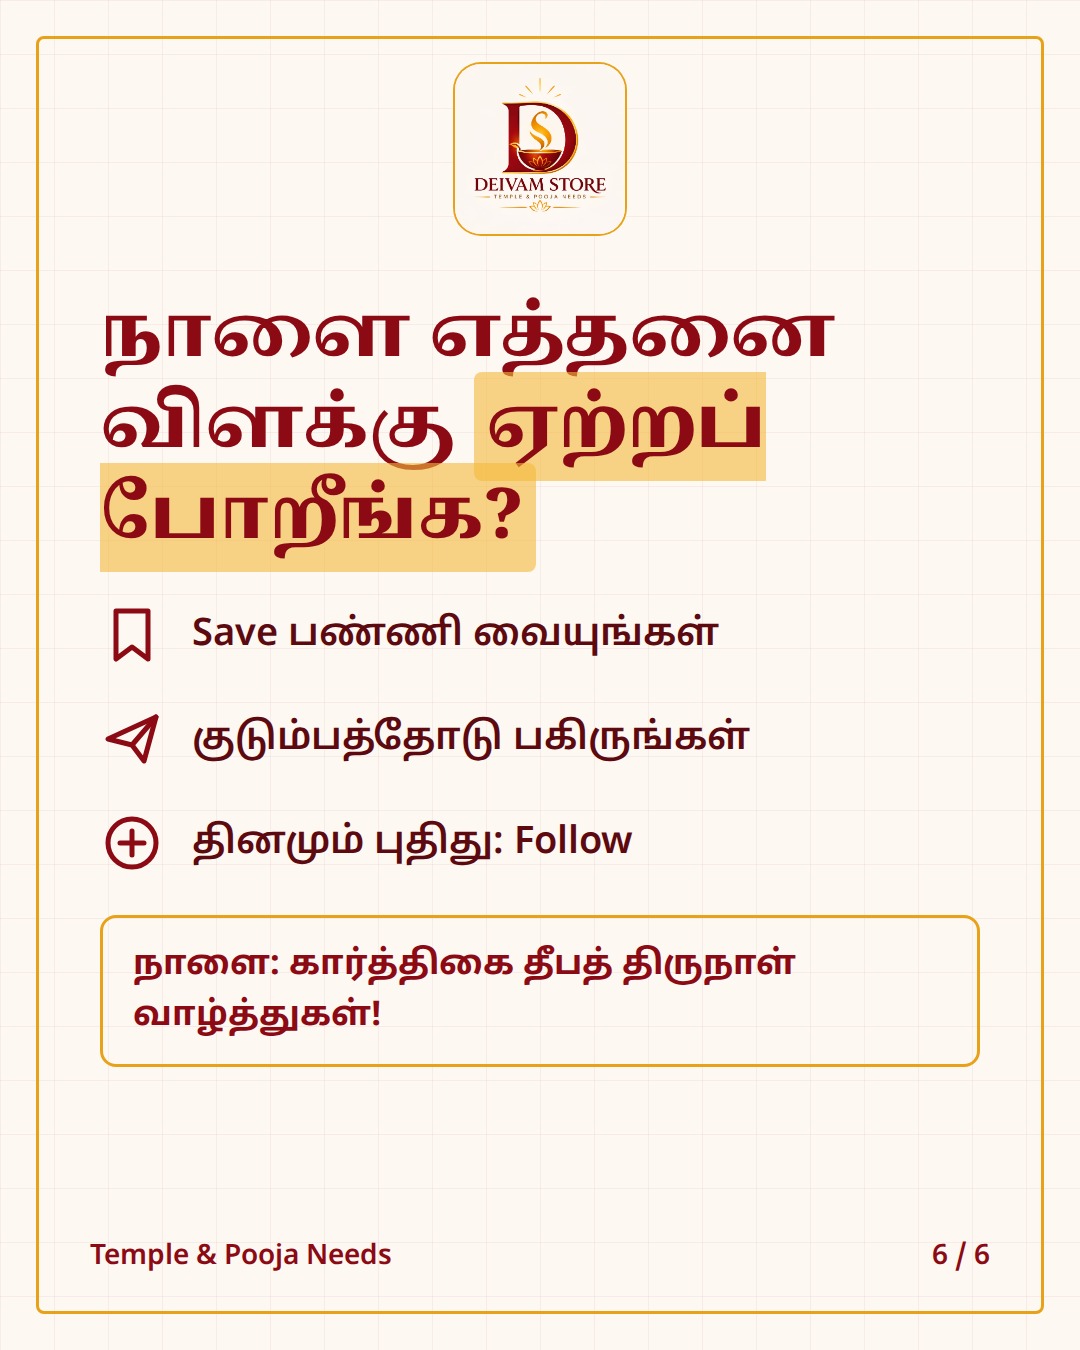 DEIVAM STORE
TEMPLE & POOJA NEEDS
நாளை எத்தனை
விளக்கு ஏற்றப்
போறீங்க?
Save பண்ணி வையுங்கள்
குடும்பத்தோடு பகிருங்கள்
தினமும் புதிது: Follow
நாளை: கார்த்திகை தீபத் திருநாள்
வாழ்த்துகள்!
Temple & Pooja Needs
6 / 6